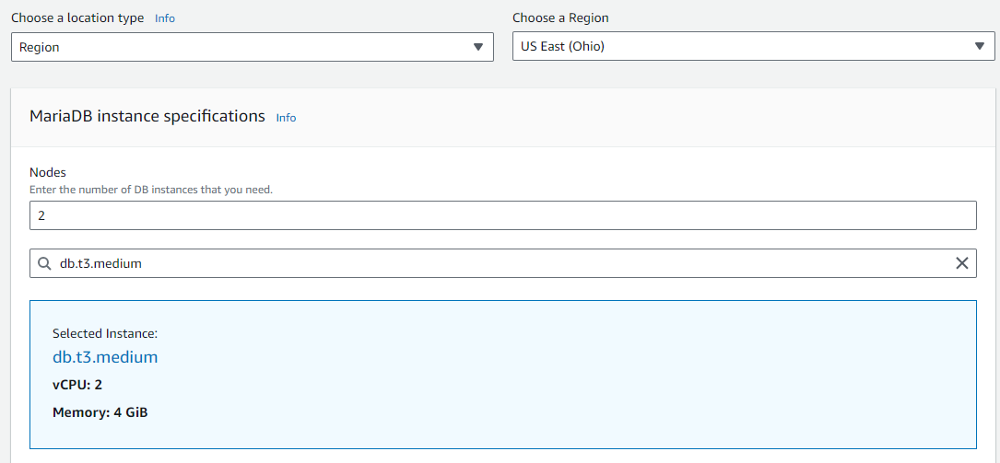 Choose a location type Info
Choose a Region
Region
US East (Ohio)
MariaDB instance specifications Info
Nodes
Enter the number of DB instances that you need.
2
db.t3.medium
Selected Instance:
db.t3.medium
vCPU: 2
Memory: 4 GiB